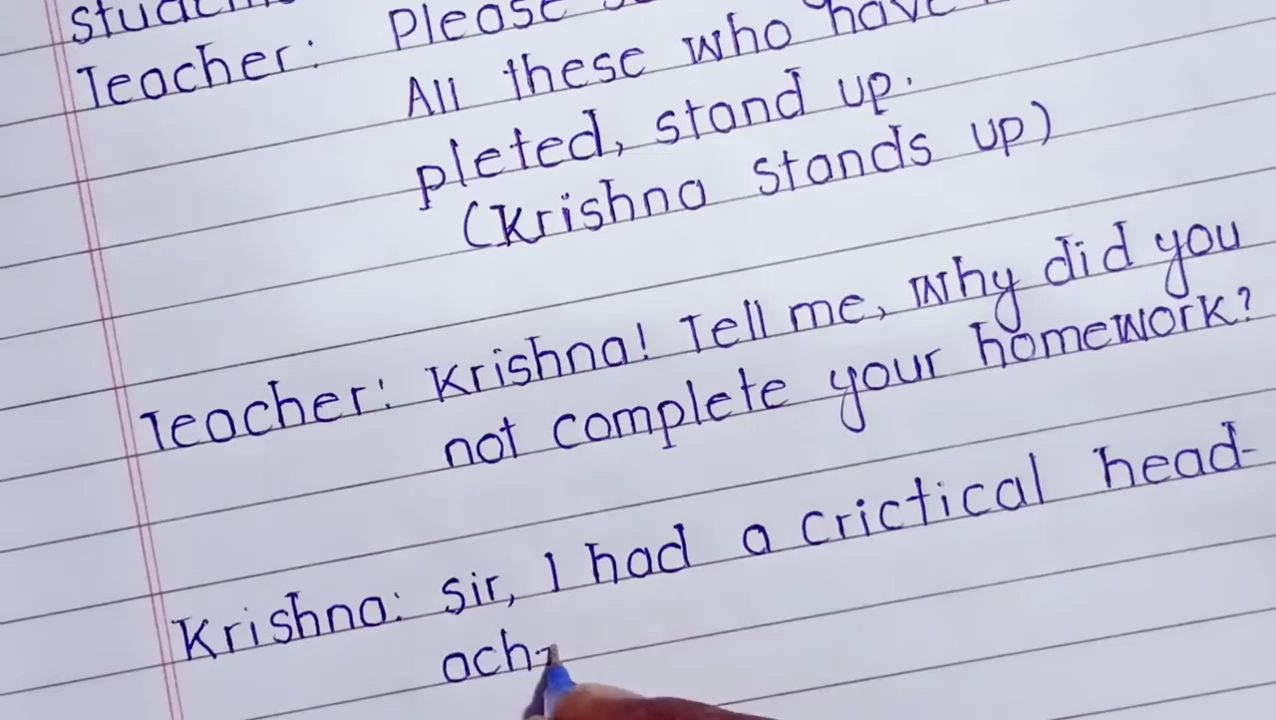 Teacher: Please
All these who have
pleted, stand up.
(Krishna stands up)
Teacher: Krishna! Tell me, Why did you
not complete your homework?
Krishna: Sir, I had a crictical head-
ach